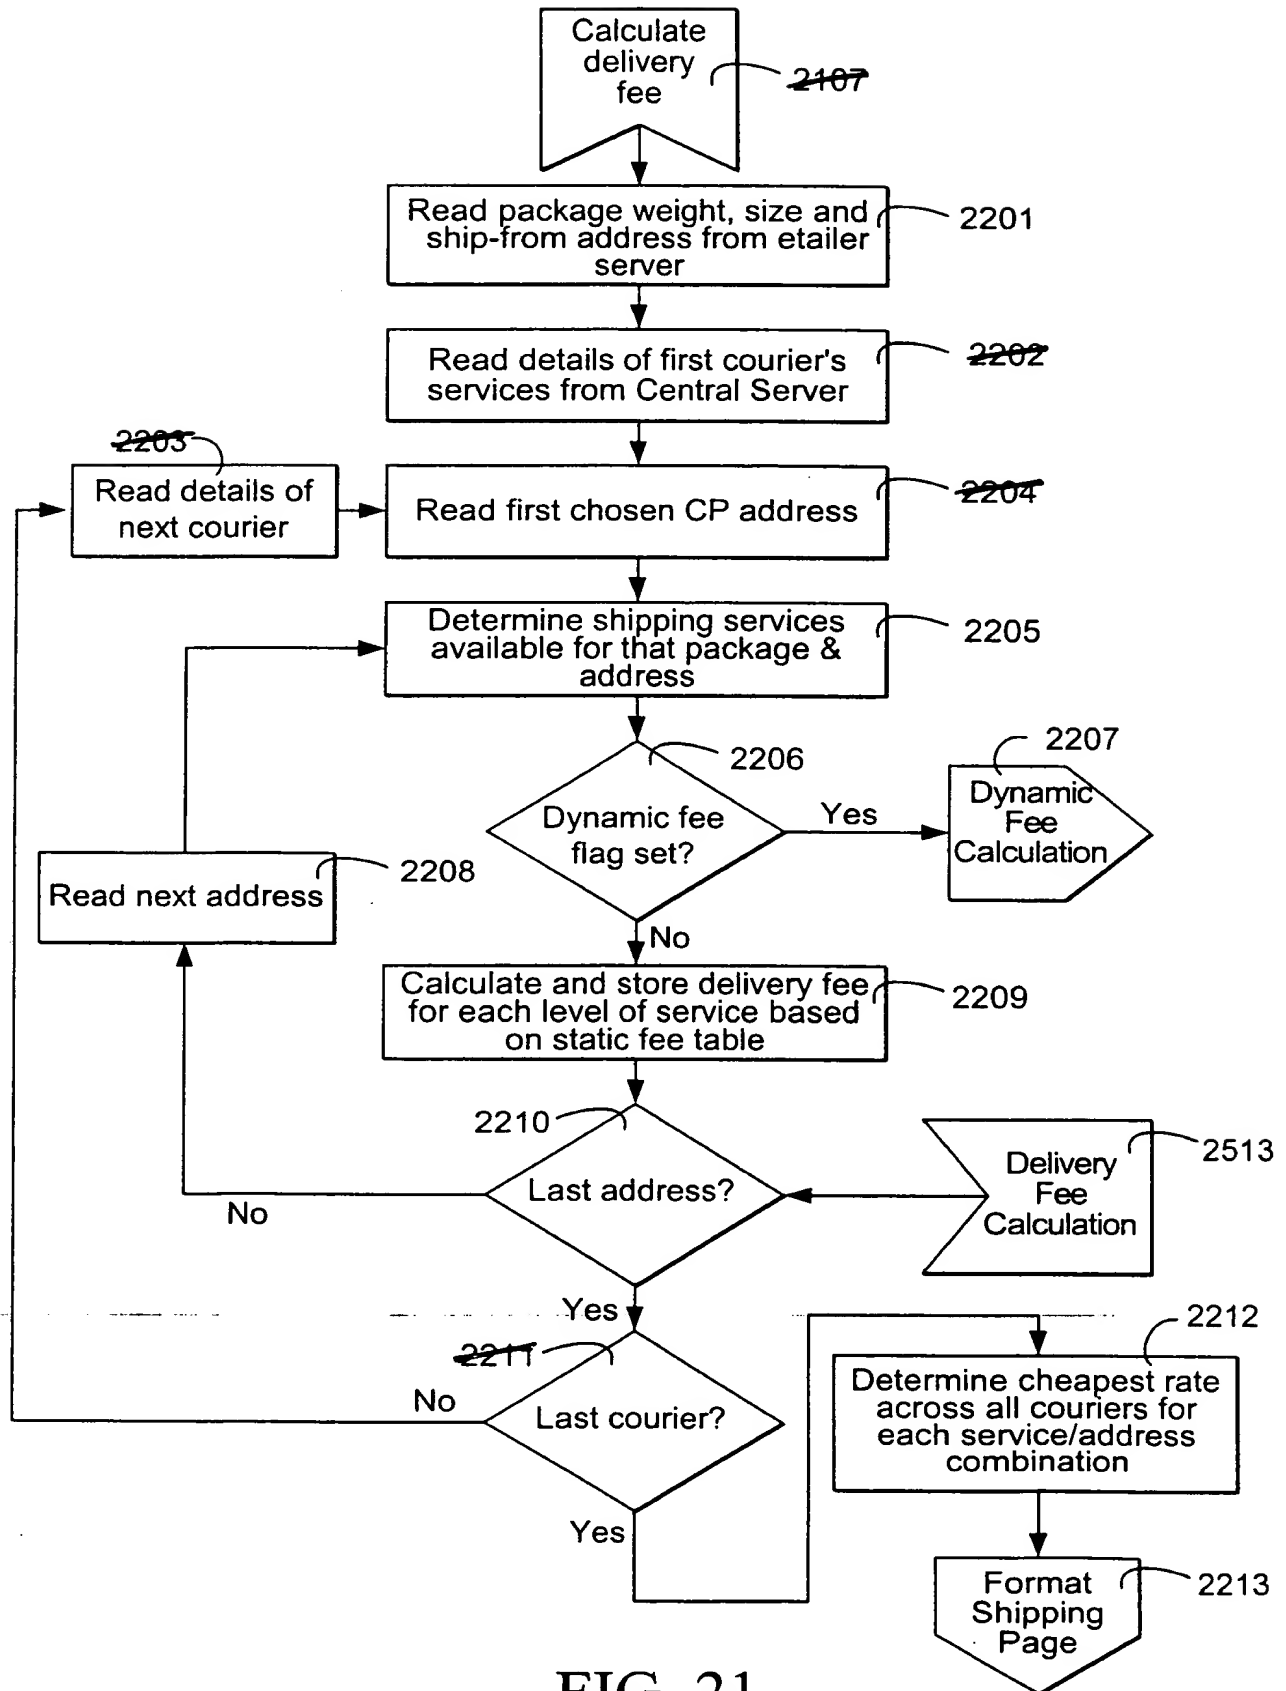 Calculate
delivery
fee
2107
Read package weight, size and
ship-from address from etailer
server
2201
Read details of first courier's
services from Central Server
2202
2203
Read details of
next courier
Read first chosen CP address
2204
Determine shipping services
available for that package &
address
2205
2206
Dynamic fee
flag set?
Yes
2207
Dynamic
Fee
Calculation
Read next address
2208
No
Calculate and store delivery fee
for each level of service based
on static fee table
2209
2210
Last address?
No
Delivery
Fee
Calculation
2513
Yes
2211
Last courier?
No
Yes
2212
Determine cheapest rate
across all couriers for
each service/address
combination
Format
Shipping
Page
2213
FIG. 21